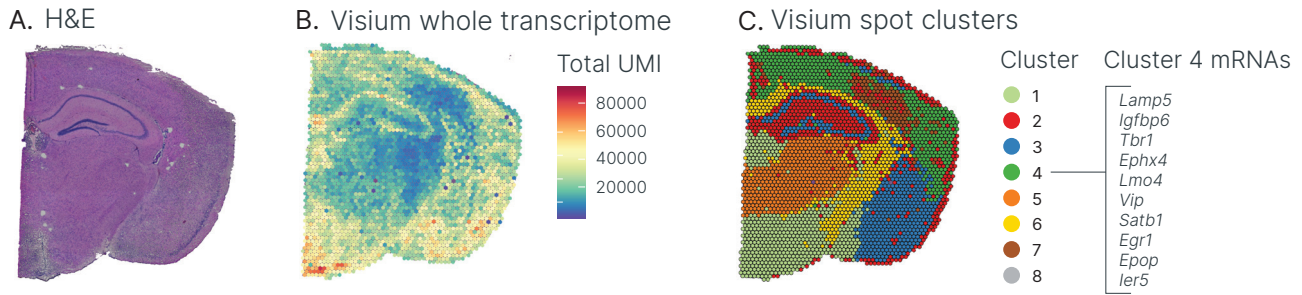 A. H&E
B. Visium whole transcriptome
Total UMI
80000
60000
40000
20000
C. Visium spot clusters
Cluster
1
2
3
4
5
6
7
8
Cluster 4 mRNAs
Lamp5
Igfbp6
Tbr1
Ephx4
Lmo4
Vip
Satb1
Egr1
Epop
Ier5